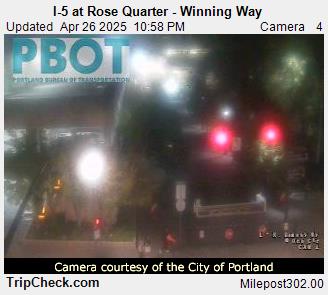 I-5 at Rose Quarter - Winning Way
Updated Apr 26 2025 10:58 PM Camera 4
PBOT
PORTLAND BUREAU OF TRANSPORTATION
Camera courtesy of the City of Portland
TripCheck.com Milepost302.00